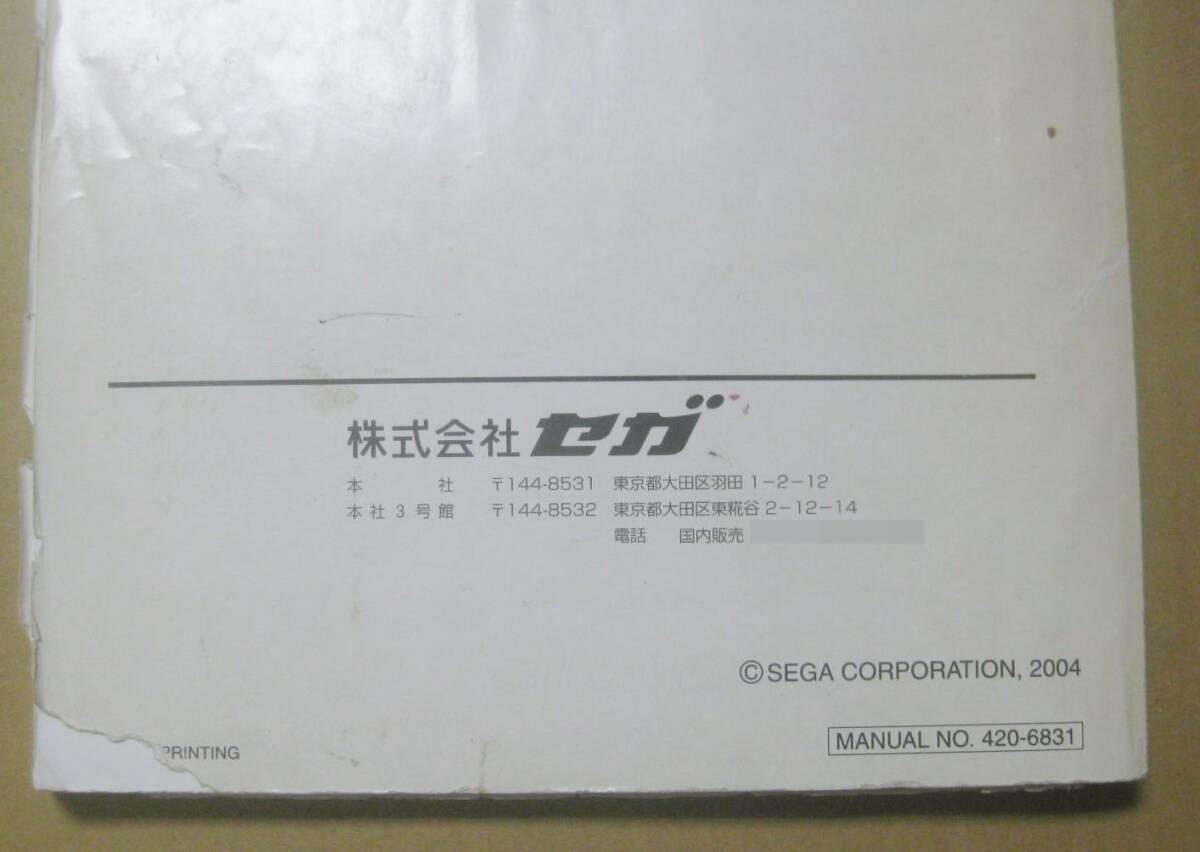 株式会社 セガ
本社 〒144-8531 東京都大田区羽田 1−2−12
本社3号館 〒144-8532 東京都大田区東糀谷 2−12−14
電話 国内販売
©SEGA CORPORATION, 2004
PRINTING
MANUAL NO. 420-6831